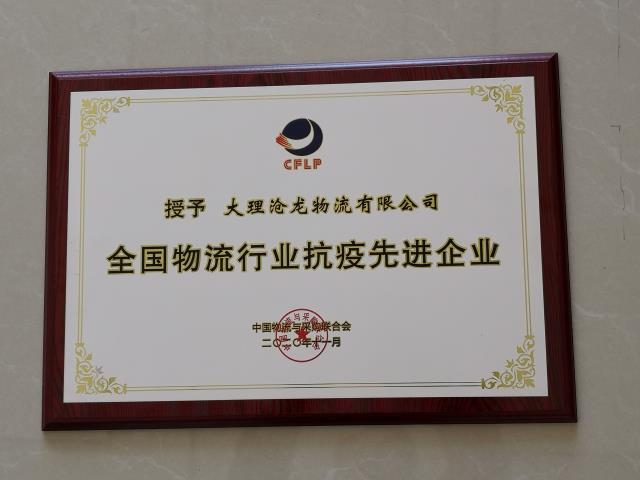 CFLP
授予 大理沧龙物流有限公司
全国物流行业抗疫先进企业
中国物流与采购联合会
二〇二〇年十一月